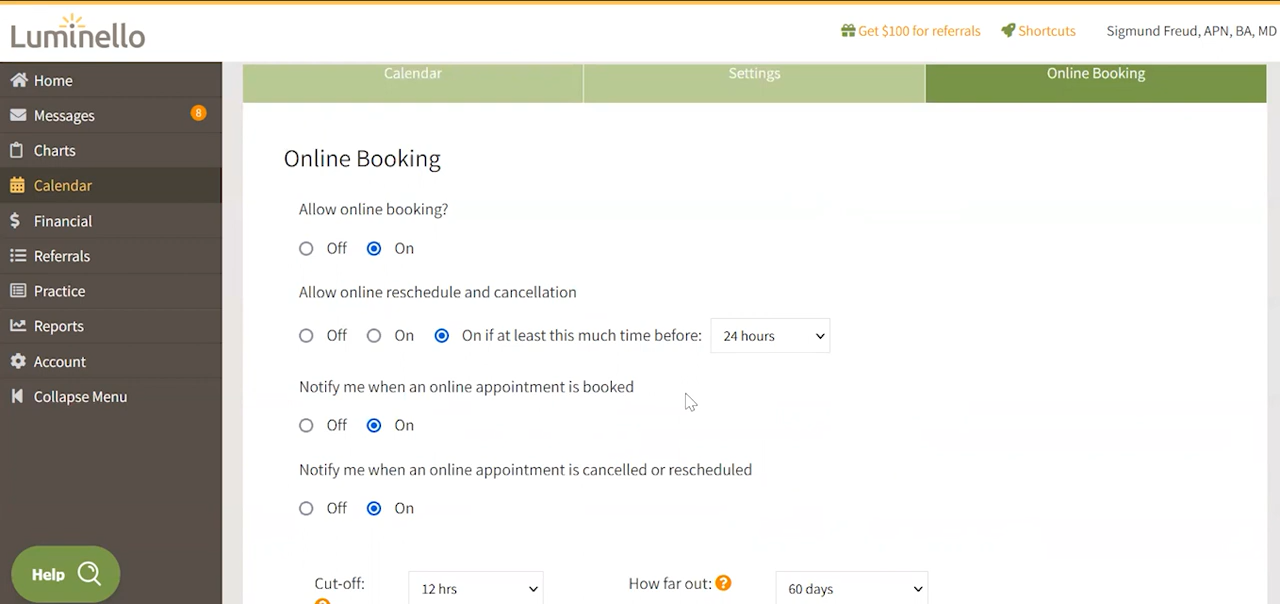 Luminello
Get $100 for referrals
Shortcuts
Sigmund Freud, APN, BA, MD
Home
Messages
8
Charts
Calendar
Financial
Referrals
Practice
Reports
Account
Collapse Menu
Help
Calendar
Settings
Online Booking
Online Booking
Allow online booking?
Off On
Allow online reschedule and cancellation
Off On On if at least this much time before: 24 hours
Notify me when an online appointment is booked
Off On
Notify me when an online appointment is cancelled or rescheduled
Off On
Cut-off: 12 hrs How far out: ? 60 days